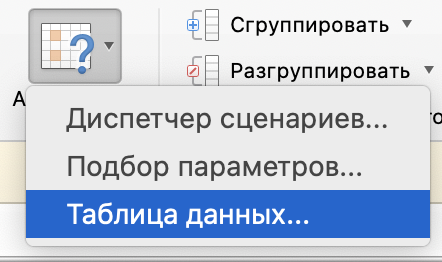 Сгруппировать
Разгруппировать
Диспетчер сценариев...
Подбор параметров...
Таблица данных...